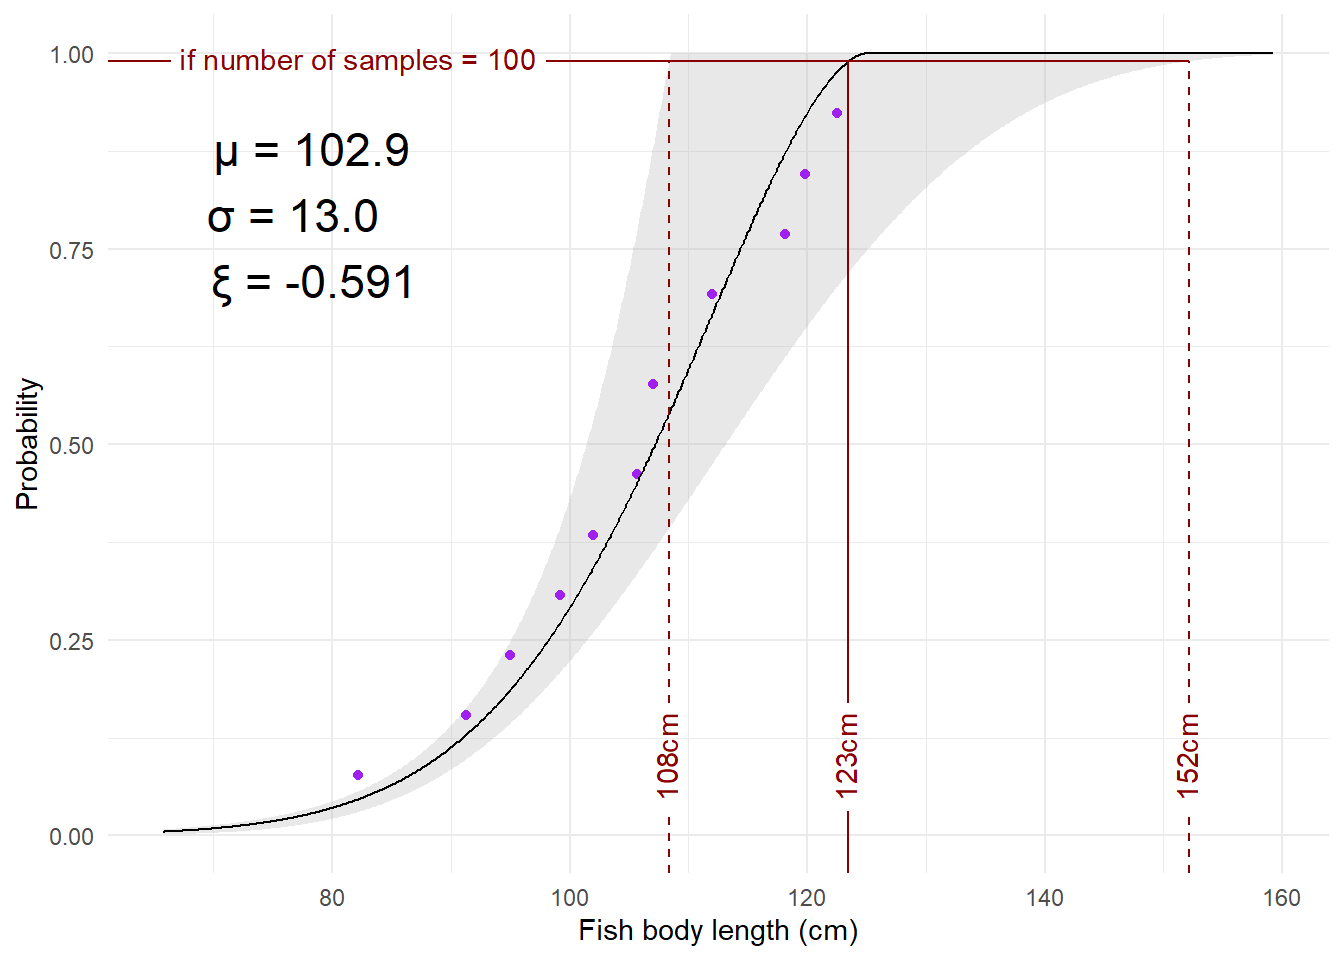 1.00
if number of samples = 100
μ = 102.9
σ = 13.0
ξ = -0.591
0.75
0.50
0.25
0.00
Probability
108cm
123cm
152cm
80
100
120
140
160
Fish body length (cm)